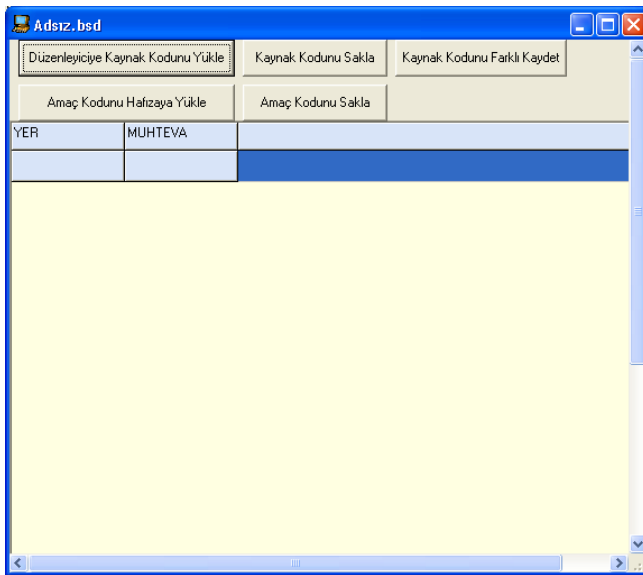 Adsız.bsd
Düzenleyiciye Kaynak Kodunu Yükle Kaynak Kodunu Sakla Kaynak Kodunu Farklı Kaydet
Amaç Kodunu Hafızaya Yükle Amaç Kodunu Sakla
YER MUHTEVA